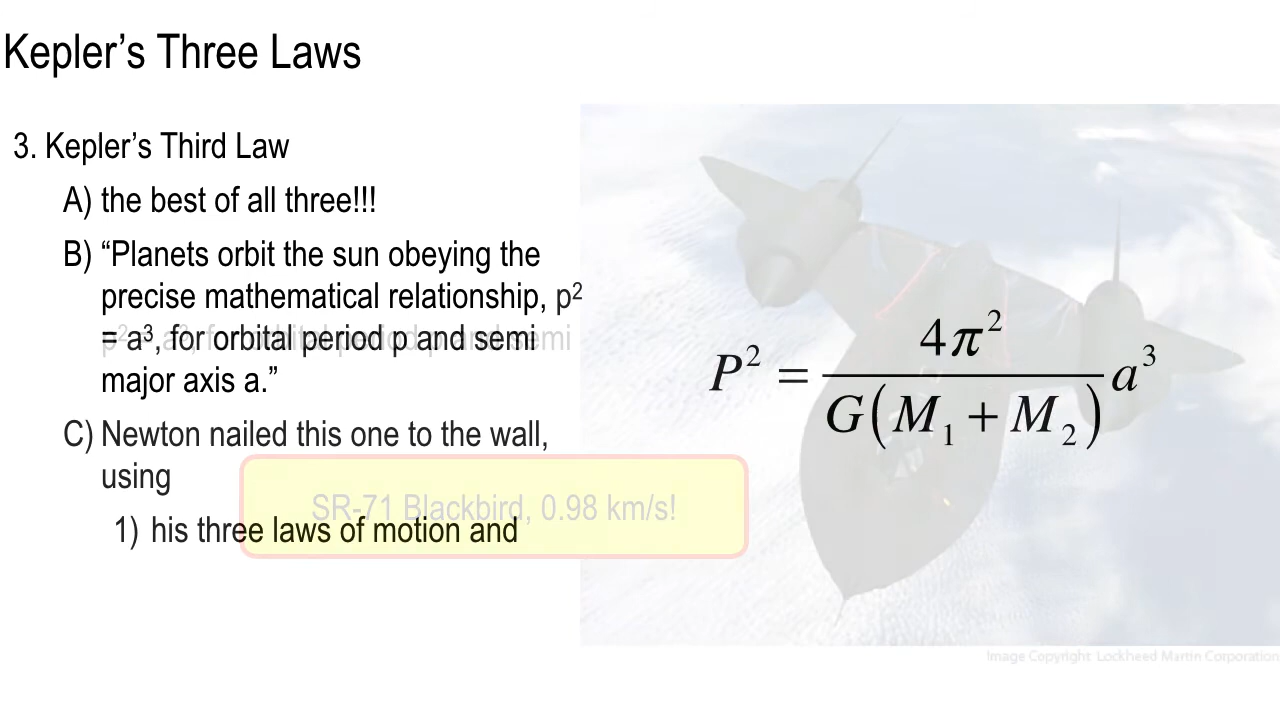 Kepler’s Three Laws
3. Kepler’s Third Law
A) the best of all three!!!
B) “Planets orbit the sun obeying the
precise mathematical relationship, p²
= a³, for orbital period p and semi
major axis a.”
C) Newton nailed this one to the wall,
using
SR-71 Blackbird, 0.98 km/s!
1) his three laws of motion and
P² = 4π² / G(M₁ + M₂) a³
Image Copyright Lockheed Martin Corporation